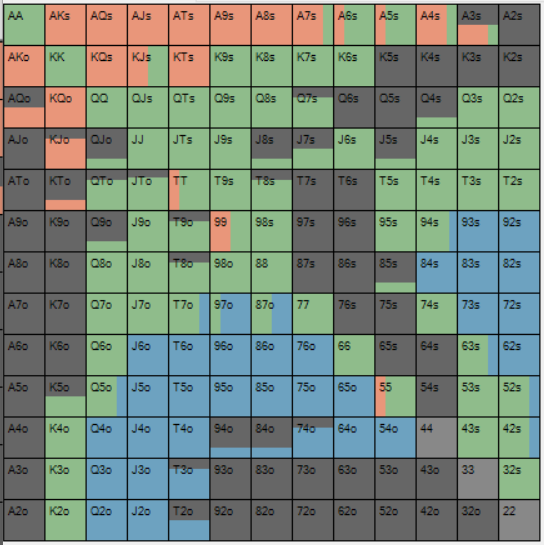 AA AKs AQs AJs ATs A9s A8s A7s A6s A5s A4s A3s A2s
AKo KK KQs KJs KTs K9s K8s K7s K6s K5s K4s K3s K2s
AQo KQo QQ QJs QTs Q9s Q8s Q7s Q6s Q5s Q4s Q3s Q2s
AJo KJo QJo JJ JTs J9s J8s J7s J6s J5s J4s J3s J2s
ATo KTo QTo JTo TT T9s T8s T7s T6s T5s T4s T3s T2s
A9o K9o Q9o J9o T9o 99 98s 97s 96s 95s 94s 93s 92s
A8o K8o Q8o J8o T8o 98o 88 87s 86s 85s 84s 83s 82s
A7o K7o Q7o J7o T7o 97o 87o 77 76s 75s 74s 73s 72s
A6o K6o Q6o J6o T6o 96o 86o 76o 66 65s 64s 63s 62s
A5o K5o Q5o J5o T5o 95o 85o 75o 65o 55 54s 53s 52s
A4o K4o Q4o J4o T4o 94o 84o 74o 64o 54o 44 43s 42s
A3o K3o Q3o J3o T3o 93o 83o 73o 63o 53o 43o 33 32s
A2o K2o Q2o J2o T2o 92o 82o 72o 62o 52o 42o 32o 22